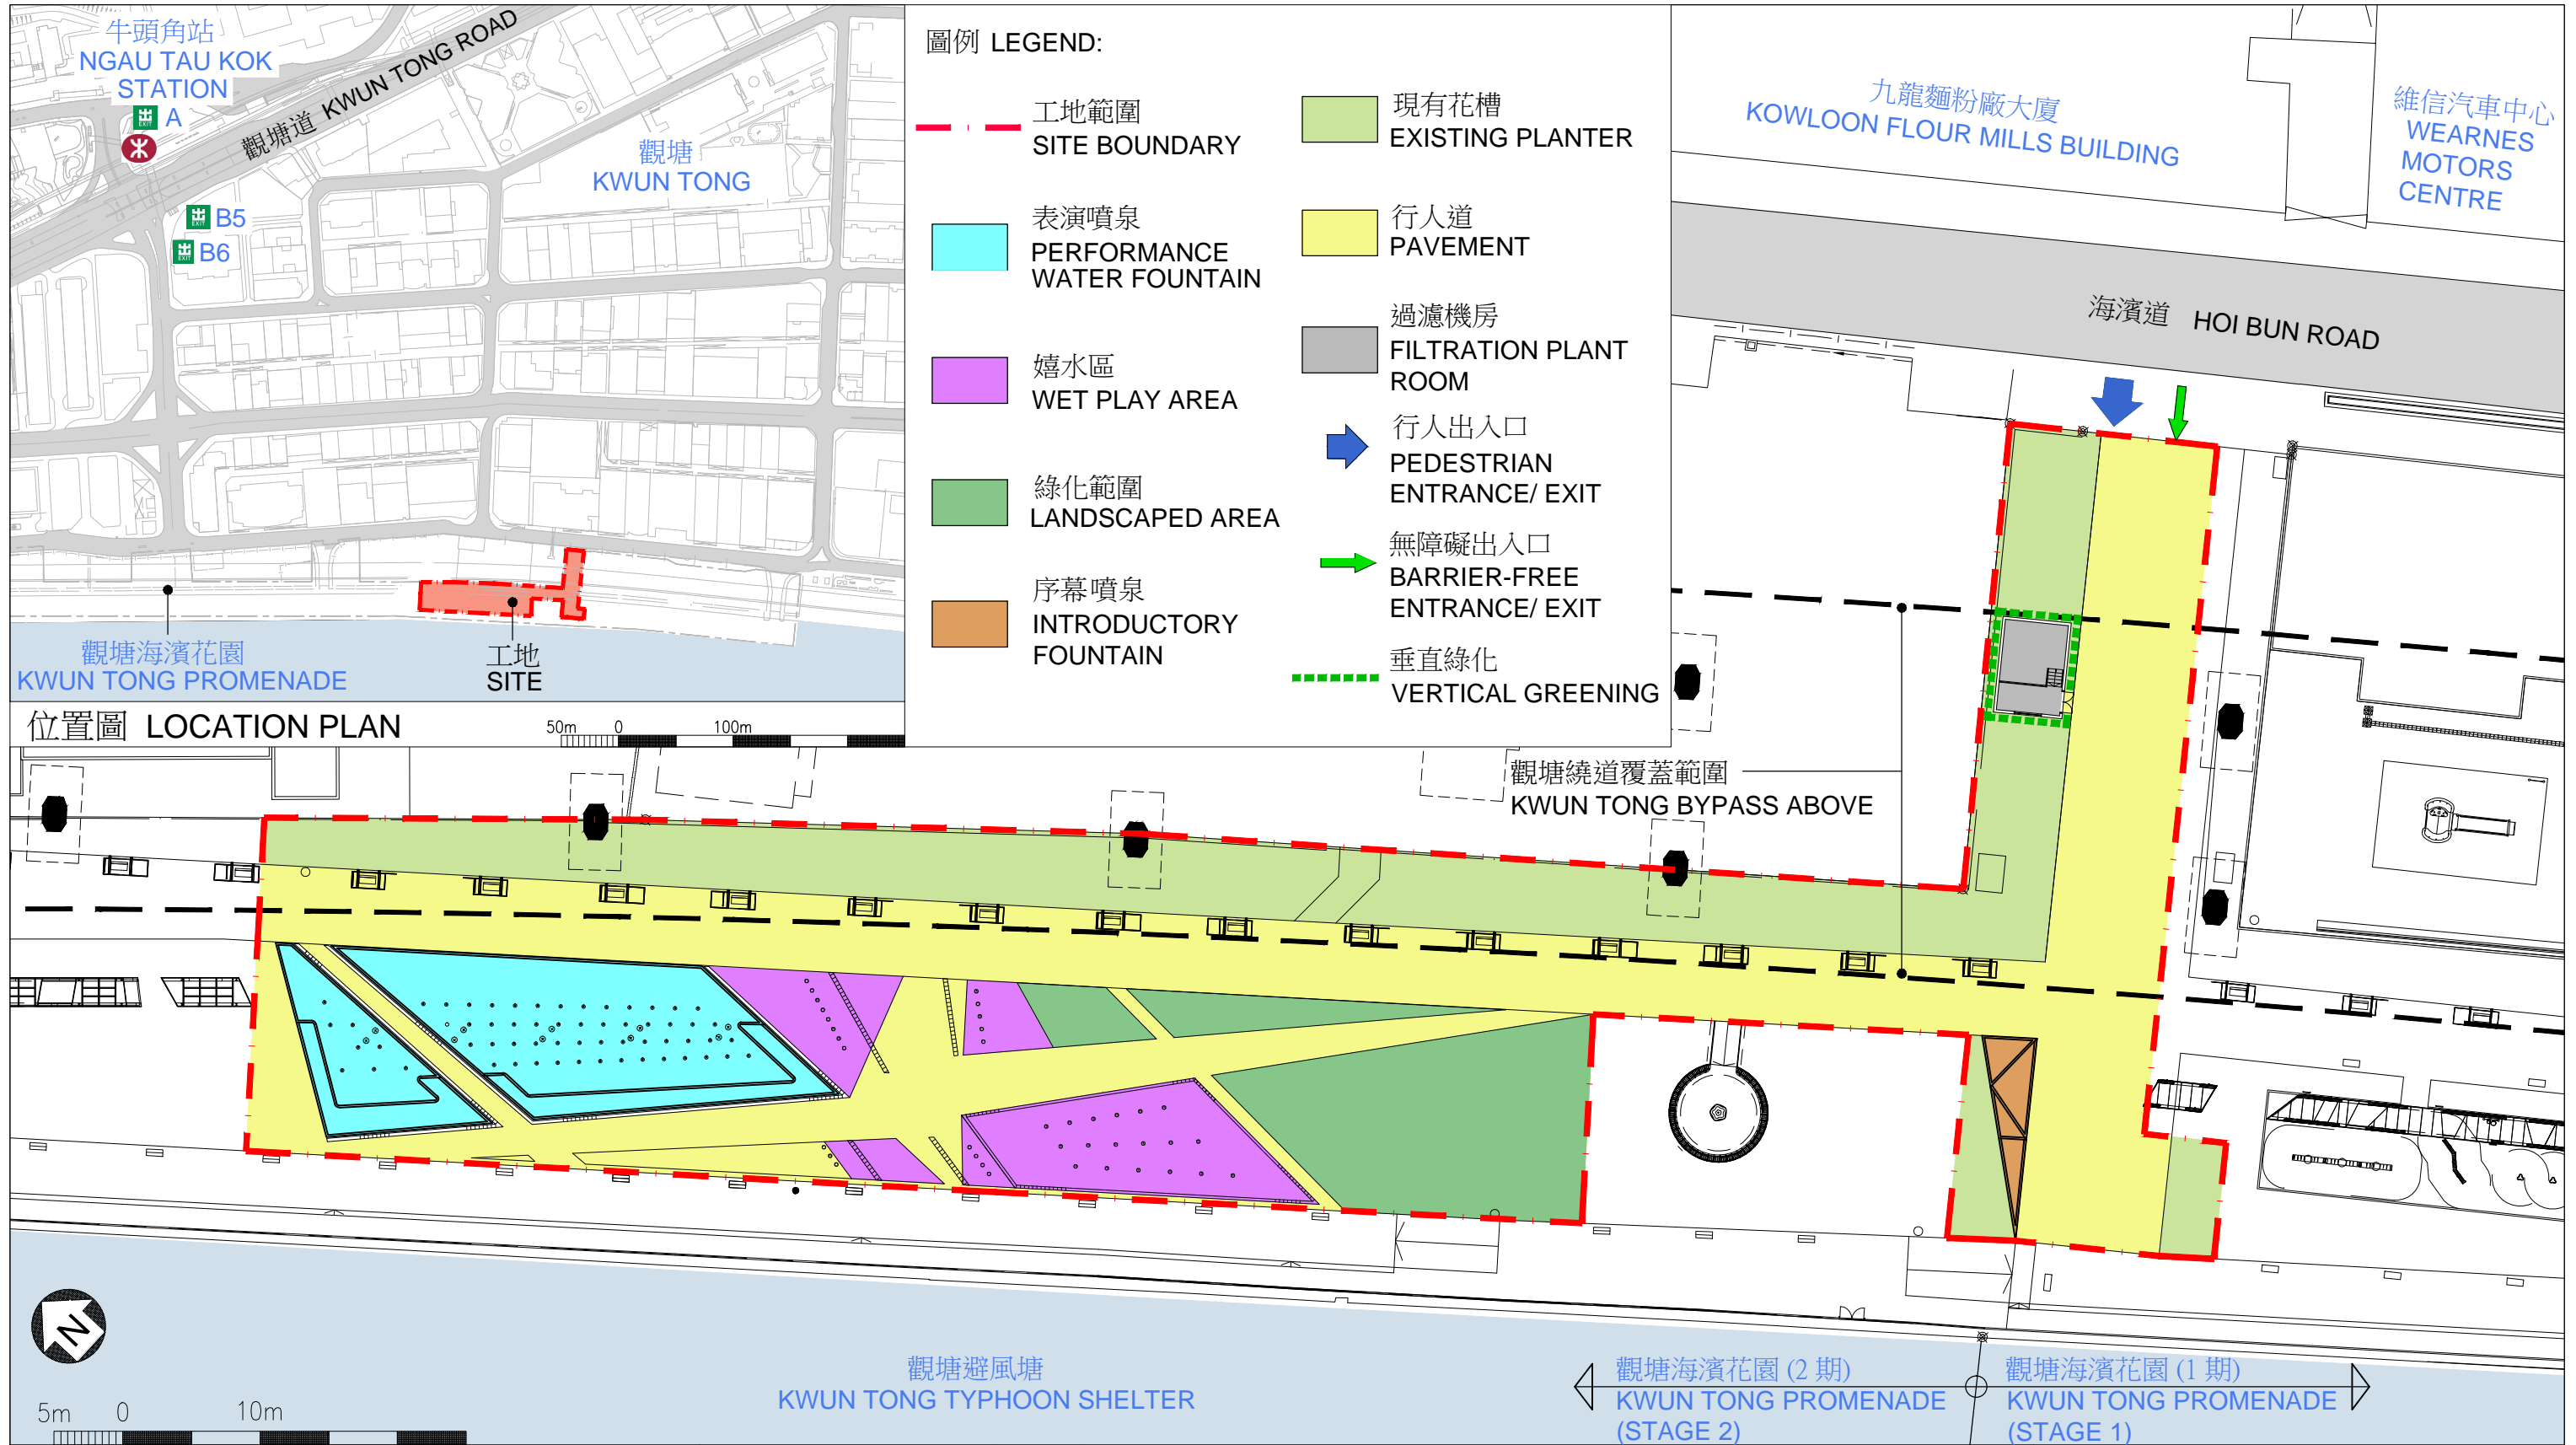 牛頭角站
NGAU TAU KOK
STATION
出 EXIT A
觀塘道 KWUN TONG ROAD
出 EXIT B5
出 EXIT B6
觀塘
KWUN TONG
觀塘海濱花園
KWUN TONG PROMENADE
工地
SITE
位置圖 LOCATION PLAN
50m 0 100m
圖例 LEGEND:
工地範圍
SITE BOUNDARY
表演噴泉
PERFORMANCE
WATER FOUNTAIN
嬉水區
WET PLAY AREA
綠化範圍
LANDSCAPED AREA
序幕噴泉
INTRODUCTORY
FOUNTAIN
現有花槽
EXISTING PLANTER
行人道
PAVEMENT
過濾機房
FILTRATION PLANT
ROOM
行人出入口
PEDESTRIAN
ENTRANCE/ EXIT
無障礙出入口
BARRIER-FREE
ENTRANCE/ EXIT
垂直綠化
VERTICAL GREENING
九龍麵粉廠大廈
KOWLOON FLOUR MILLS BUILDING
維信汽車中心
WEARNES
MOTORS
CENTRE
海濱道 HOI BUN ROAD
觀塘繞道覆蓋範圍
KWUN TONG BYPASS ABOVE
N
5m 0 10m
觀塘避風塘
KWUN TONG TYPHOON SHELTER
觀塘海濱花園 (2 期)
KWUN TONG PROMENADE
(STAGE 2)
觀塘海濱花園 (1 期)
KWUN TONG PROMENADE
(STAGE 1)